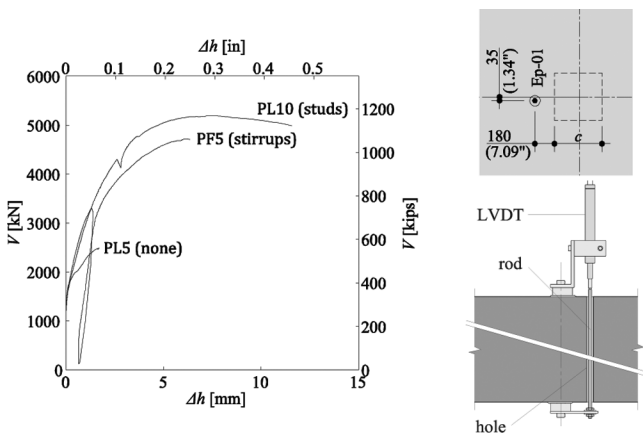 Δh [in]
0 0.1 0.2 0.3 0.4 0.5
6000
5000
4000
3000
2000
1000
0
V [kN]
PL10 (studs)
PF5 (stirrups)
PL5 (none)
1200
1000
800
600
400
200
0
V [kips]
0 5 10 15
Δh [mm]
35
(1.34")
Ep-01
180
(7.09")
c
LVDT
rod
hole